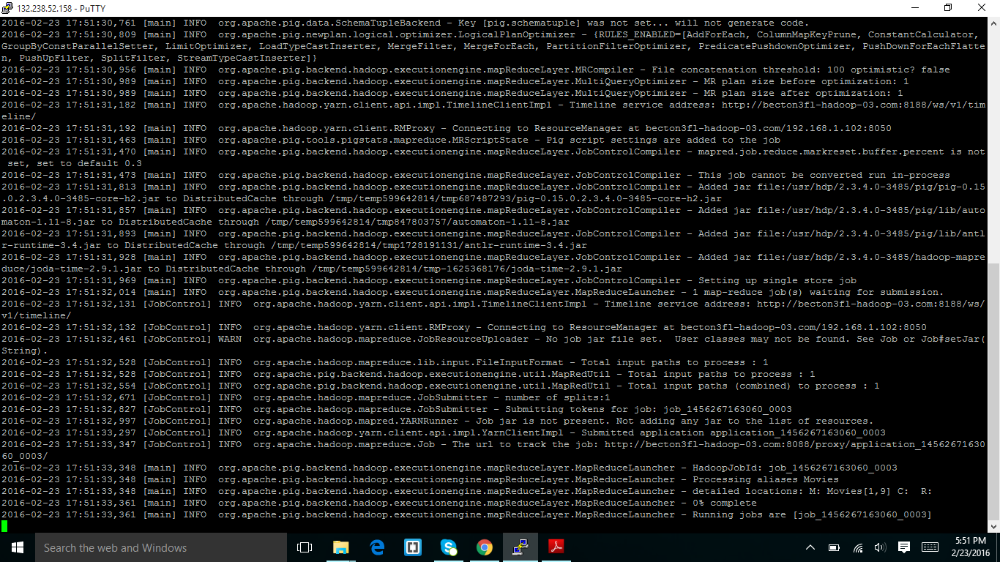 132.238.52.158 - PuTTY
2016-02-23 17:51:30,761 [main] INFO  org.apache.pig.data.SchemaTupleBackend - Key [pig.schematuple] was not set... will not generate code.
2016-02-23 17:51:30,809 [main] INFO  org.apache.pig.newplan.logical.optimizer.LogicalPlanOptimizer - {RULES_ENABLED=[AddForEach, ColumnMapKeyPrune, ConstantCalculator,
GroupByConstParallelSetter, LimitOptimizer, LoadTypeCastInserter, MergeFilter, MergeForEach, PartitionFilterOptimizer, PredicatePushdownOptimizer, PushDownForEachFlatte
n, PushUpFilter, SplitFilter, StreamTypeCastInserter]}
2016-02-23 17:51:30,956 [main] INFO  org.apache.pig.backend.hadoop.executionengine.mapReduceLayer.MRCompiler - File concatenation threshold: 100 optimistic? false
2016-02-23 17:51:30,989 [main] INFO  org.apache.pig.backend.hadoop.executionengine.mapReduceLayer.MultiQueryOptimizer - MR plan size before optimization: 1
2016-02-23 17:51:30,989 [main] INFO  org.apache.pig.backend.hadoop.executionengine.mapReduceLayer.MultiQueryOptimizer - MR plan size after optimization: 1
2016-02-23 17:51:31,182 [main] INFO  org.apache.hadoop.yarn.client.api.impl.TimelineClientImpl - Timeline service address: http://becton3fl-hadoop-03.com:8188/ws/v1/tim
eline/
2016-02-23 17:51:31,192 [main] INFO  org.apache.hadoop.yarn.client.RMProxy - Connecting to ResourceManager at becton3fl-hadoop-03.com/192.168.1.102:8050
2016-02-23 17:51:31,463 [main] INFO  org.apache.pig.tools.pigstats.mapreduce.MRScriptState - Pig script settings are added to the job
2016-02-23 17:51:31,470 [main] INFO  org.apache.pig.backend.hadoop.executionengine.mapReduceLayer.JobControlCompiler - mapred.job.reduce.markreset.buffer.percent is not
 set, set to default 0.3
2016-02-23 17:51:31,473 [main] INFO  org.apache.pig.backend.hadoop.executionengine.mapReduceLayer.JobControlCompiler - This job cannot be converted run in-process
2016-02-23 17:51:31,813 [main] INFO  org.apache.pig.backend.hadoop.executionengine.mapReduceLayer.JobControlCompiler - Added jar file:/usr/hdp/2.3.4.0-3485/pig/pig-0.15
.0.2.3.4.0-3485-core-h2.jar to DistributedCache through /tmp/temp599642814/tmp687487293/pig-0.15.0.2.3.4.0-3485-core-h2.jar
2016-02-23 17:51:31,857 [main] INFO  org.apache.pig.backend.hadoop.executionengine.mapReduceLayer.JobControlCompiler - Added jar file:/usr/hdp/2.3.4.0-3485/pig/lib/auto
maton-1.11-8.jar to DistributedCache through /tmp/temp599642814/tmp847803757/automaton-1.11-8.jar
2016-02-23 17:51:31,893 [main] INFO  org.apache.pig.backend.hadoop.executionengine.mapReduceLayer.JobControlCompiler - Added jar file:/usr/hdp/2.3.4.0-3485/pig/lib/antl
r-runtime-3.4.jar to DistributedCache through /tmp/temp599642814/tmp1728191131/antlr-runtime-3.4.jar
2016-02-23 17:51:31,928 [main] INFO  org.apache.pig.backend.hadoop.executionengine.mapReduceLayer.JobControlCompiler - Added jar file:/usr/hdp/2.3.4.0-3485/hadoop-mapre
duce/joda-time-2.9.1.jar to DistributedCache through /tmp/temp599642814/tmp-1625368176/joda-time-2.9.1.jar
2016-02-23 17:51:31,969 [main] INFO  org.apache.pig.backend.hadoop.executionengine.mapReduceLayer.JobControlCompiler - Setting up single store job
2016-02-23 17:51:32,014 [main] INFO  org.apache.pig.backend.hadoop.executionengine.mapReduceLayer.MapReduceLauncher - 1 map-reduce job(s) waiting for submission.
2016-02-23 17:51:32,131 [JobControl] INFO  org.apache.hadoop.yarn.client.api.impl.TimelineClientImpl - Timeline service address: http://becton3fl-hadoop-03.com:8188/ws/
v1/timeline/
2016-02-23 17:51:32,132 [JobControl] INFO  org.apache.hadoop.yarn.client.RMProxy - Connecting to ResourceManager at becton3fl-hadoop-03.com/192.168.1.102:8050
2016-02-23 17:51:32,461 [JobControl] WARN  org.apache.hadoop.mapreduce.JobResourceUploader - No job jar file set.  User classes may not be found. See Job or Job#setJar(
String).
2016-02-23 17:51:32,528 [JobControl] INFO  org.apache.hadoop.mapreduce.lib.input.FileInputFormat - Total input paths to process : 1
2016-02-23 17:51:32,528 [JobControl] INFO  org.apache.pig.backend.hadoop.executionengine.util.MapRedUtil - Total input paths to process : 1
2016-02-23 17:51:32,554 [JobControl] INFO  org.apache.pig.backend.hadoop.executionengine.util.MapRedUtil - Total input paths (combined) to process : 1
2016-02-23 17:51:32,671 [JobControl] INFO  org.apache.hadoop.mapreduce.JobSubmitter - number of splits:1
2016-02-23 17:51:32,827 [JobControl] INFO  org.apache.hadoop.mapreduce.JobSubmitter - Submitting tokens for job: job_1456267163060_0003
2016-02-23 17:51:32,997 [JobControl] INFO  org.apache.hadoop.mapred.YARNRunner - Job jar is not present. Not adding any jar to the list of resources.
2016-02-23 17:51:33,297 [JobControl] INFO  org.apache.hadoop.yarn.client.api.impl.YarnClientImpl - Submitted application application_1456267163060_0003
2016-02-23 17:51:33,347 [JobControl] INFO  org.apache.hadoop.mapreduce.Job - The url to track the job: http://becton3fl-hadoop-03.com:8088/proxy/application_14562671630
60_0003/
2016-02-23 17:51:33,348 [main] INFO  org.apache.pig.backend.hadoop.executionengine.mapReduceLayer.MapReduceLauncher - HadoopJobId: job_1456267163060_0003
2016-02-23 17:51:33,348 [main] INFO  org.apache.pig.backend.hadoop.executionengine.mapReduceLayer.MapReduceLauncher - Processing aliases Movies
2016-02-23 17:51:33,348 [main] INFO  org.apache.pig.backend.hadoop.executionengine.mapReduceLayer.MapReduceLauncher - detailed locations: M: Movies[1,9] C:  R:
2016-02-23 17:51:33,361 [main] INFO  org.apache.pig.backend.hadoop.executionengine.mapReduceLayer.MapReduceLauncher - 0% complete
2016-02-23 17:51:33,361 [main] INFO  org.apache.pig.backend.hadoop.executionengine.mapReduceLayer.MapReduceLauncher - Running jobs are [job_1456267163060_0003]
Search the web and Windows
5:51 PM
2/23/2016